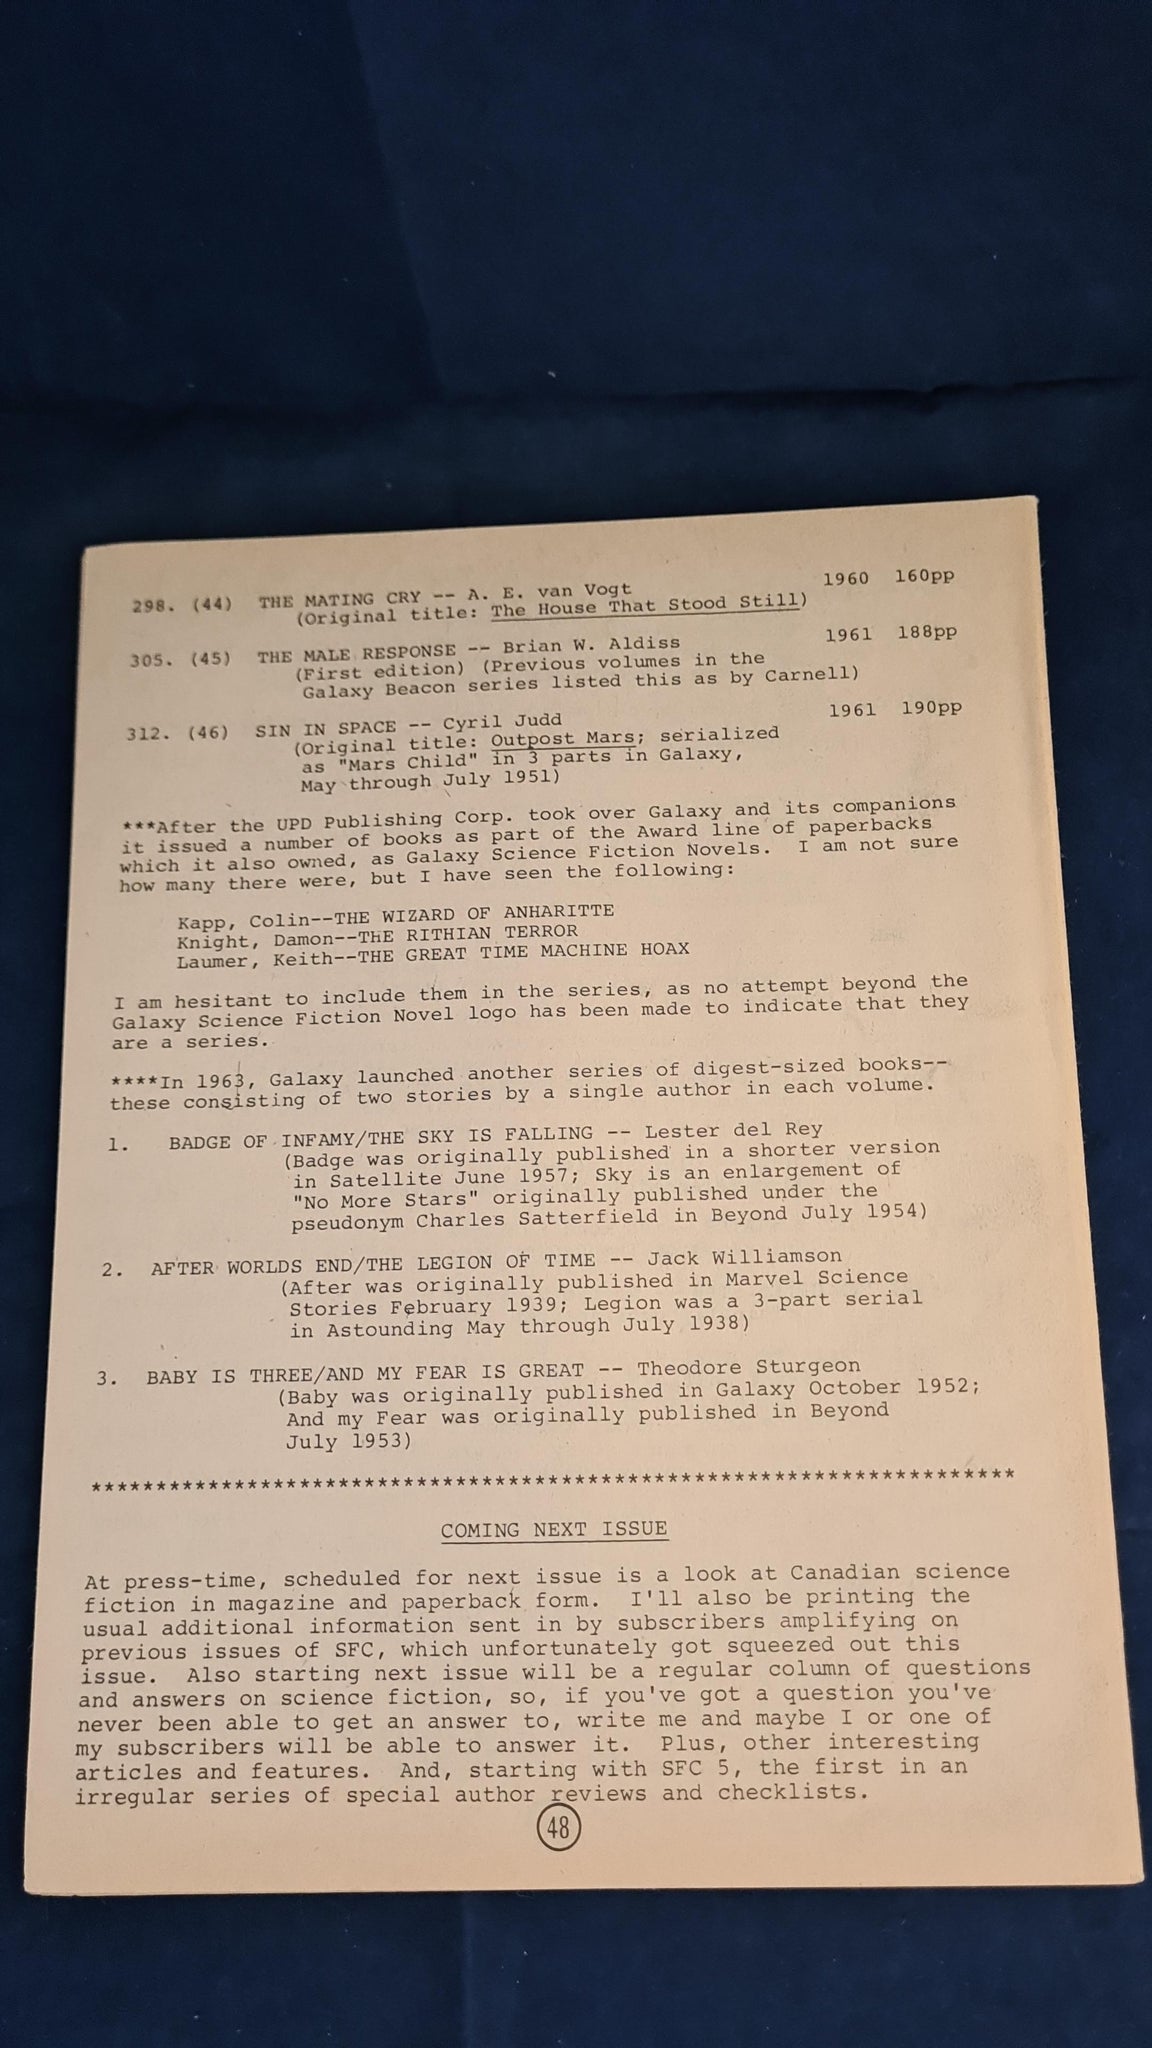 298. (44) THE MATING CRY -- A. E. van Vogt 1960 160pp
(Original title: The House That Stood Still)
305. (45) THE MALE RESPONSE -- Brian W. Aldiss 1961 188pp
(First edition) (Previous volumes in the
Galaxy Beacon series listed this as by Carnell)
312. (46) SIN IN SPACE -- Cyril Judd 1961 190pp
(Original title: Outpost Mars; serialized
as "Mars Child" in 3 parts in Galaxy,
May through July 1951)
***After the UPD Publishing Corp. took over Galaxy and its companions
it issued a number of books as part of the Award line of paperbacks
which it also owned, as Galaxy Science Fiction Novels. I am not sure
how many there were, but I have seen the following:
Kapp, Colin--THE WIZARD OF ANHARITTE
Knight, Damon--THE RITHIAN TERROR
Laumer, Keith--THE GREAT TIME MACHINE HOAX
I am hesitant to include them in the series, as no attempt beyond the
Galaxy Science Fiction Novel logo has been made to indicate that they
are a series.
****In 1963, Galaxy launched another series of digest-sized books--
these consisting of two stories by a single author in each volume.
1. BADGE OF INFAMY/THE SKY IS FALLING -- Lester del Rey
(Badge was originally published in a shorter version
in Satellite June 1957; Sky is an enlargement of
"No More Stars" originally published under the
pseudonym Charles Satterfield in Beyond July 1954)
2. AFTER WORLDS END/THE LEGION OF TIME -- Jack Williamson
(After was originally published in Marvel Science
Stories February 1939; Legion was a 3-part serial
in Astounding May through July 1938)
3. BABY IS THREE/AND MY FEAR IS GREAT -- Theodore Sturgeon
(Baby was originally published in Galaxy October 1952;
And my Fear was originally published in Beyond
July 1953)
**********************************************************************
COMING NEXT ISSUE
At press-time, scheduled for next issue is a look at Canadian science
fiction in magazine and paperback form. I'll also be printing the
usual additional information sent in by subscribers amplifying on
previous issues of SFC, which unfortunately got squeezed out this
issue. Also starting next issue will be a regular column of questions
and answers on science fiction, so, if you've got a question you've
never been able to get an answer to, write me and maybe I or one of
my subscribers will be able to answer it. Plus, other interesting
articles and features. And, starting with SFC 5, the first in an
irregular series of special author reviews and checklists.
48